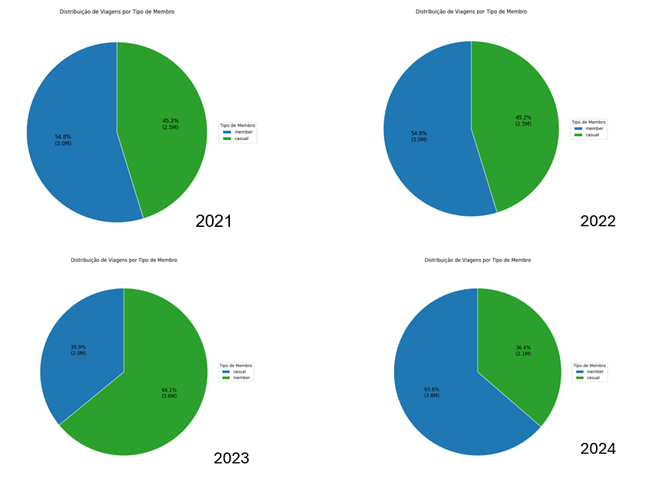 Distribuição de Viagens por Tipo de Membro
45.2%
(2.5M)
54.8%
(3.0M)
Tipo de Membro
member
casual
2021
Distribuição de Viagens por Tipo de Membro
45.2%
(2.5M)
54.8%
(3.0M)
Tipo de Membro
member
casual
2022
Distribuição de Viagens por Tipo de Membro
35.9%
(2.0M)
64.1%
(3.6M)
Tipo de Membro
casual
member
2023
Distribuição de Viagens por Tipo de Membro
36.4%
(2.1M)
63.6%
(3.6M)
Tipo de Membro
member
casual
2024